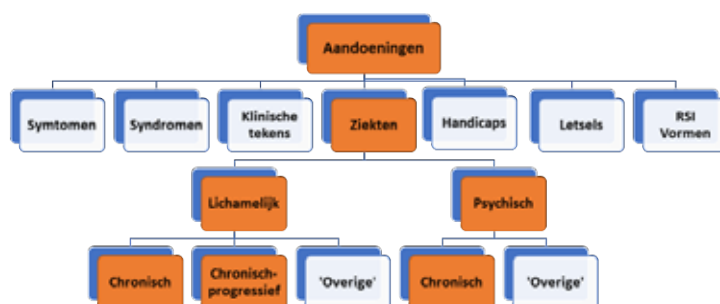 Aandoeningen
Symtomen
Syndromen
Klinische
tekens
Ziekten
Handicaps
Letsels
RSI
Vormen
Lichamelijk
Psychisch
Chronisch
Chronisch-
progressief
'Overige'
Chronisch
'Overige'